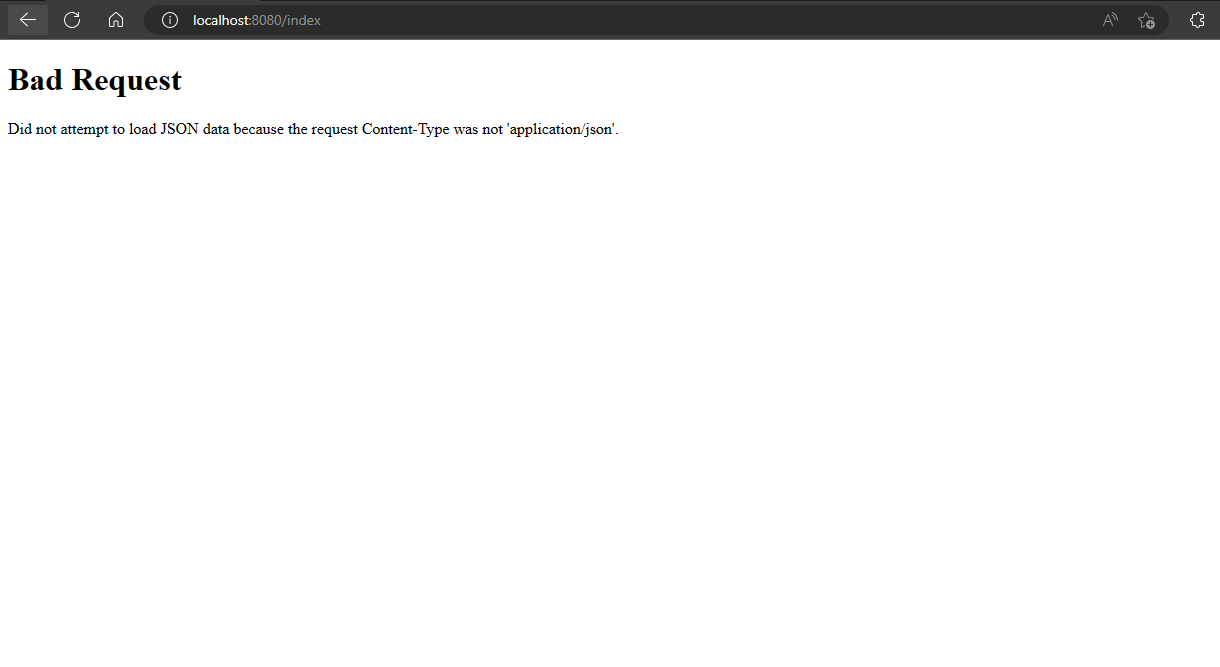 localhost:8080/index
Bad Request
Did not attempt to load JSON data because the request Content-Type was not 'application/json'.